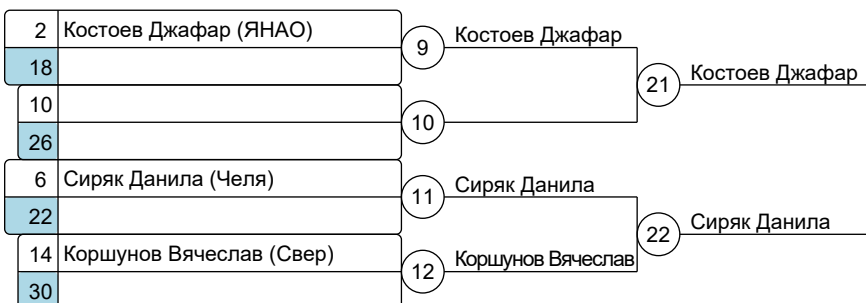 2 Костоев Джафар (ЯНАО)
18
9 Костоев Джафар
21 Костоев Джафар
10
26
10
6 Сиряк Данила (Челя)
22
11 Сиряк Данила
22 Сиряк Данила
14 Коршунов Вячеслав (Свер)
30
12 Коршунов Вячеслав